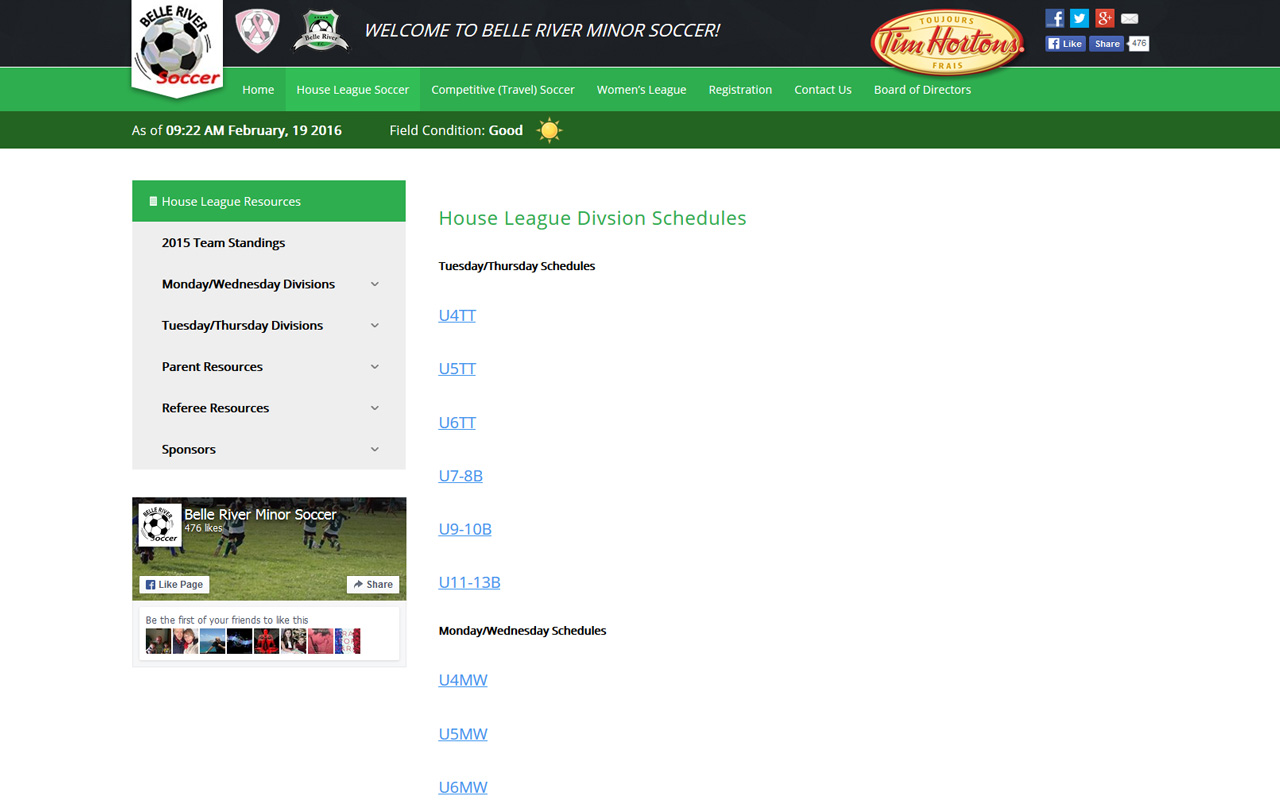 BELLE RIVER
Soccer
Belle River
F.C.
WELCOME TO BELLE RIVER MINOR SOCCER!
TOUJOURS
Tim Hortons.
FRAIS
Like Share 476
Home House League Soccer Competitive (Travel) Soccer Women's League Registration Contact Us Board of Directors
As of 09:22 AM February, 19 2016 Field Condition: Good
House League Resources
2015 Team Standings
Monday/Wednesday Divisions
Tuesday/Thursday Divisions
Parent Resources
Referee Resources
Sponsors
BELLE RIVER
Soccer
Belle River Minor Soccer
476 likes
Like Page Share
Be the first of your friends to like this
House League Divsion Schedules
Tuesday/Thursday Schedules
U4TT
U5TT
U6TT
U7-8B
U9-10B
U11-13B
Monday/Wednesday Schedules
U4MW
U5MW
U6MW